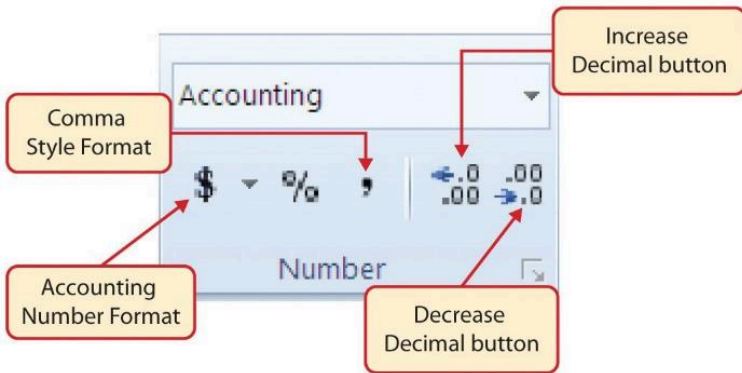 Increase
Decimal button
Accounting
Comma
Style Format
$ % , .0 .00
.00 .0
Number
Accounting
Number Format
Decrease
Decimal button